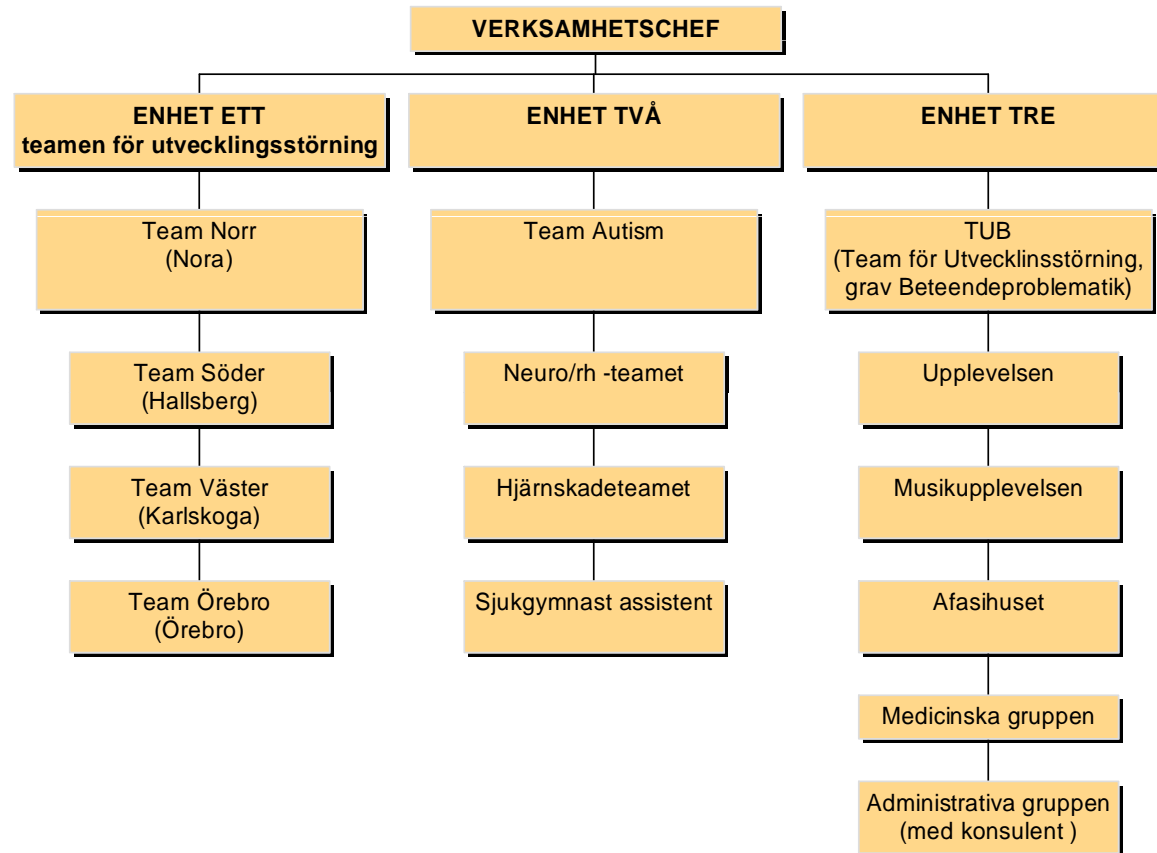 VERKSAMHETSCHEF
ENHET ETT
teamen för utvecklingsstörning
Team Norr
(Nora)
Team Söder
(Hallsberg)
Team Väster
(Karlskoga)
Team Örebro
(Örebro)
ENHET TVÅ
Team Autism
Neuro/rh -teamet
Hjärnskadeteamet
Sjukgymnast assistent
ENHET TRE
TUB
(Team för Utvecklinsstörning,
grav Beteendeproblematik)
Upplevelsen
Musikupplevelsen
Afasihuset
Medicinska gruppen
Administrativa gruppen
(med konsulent )